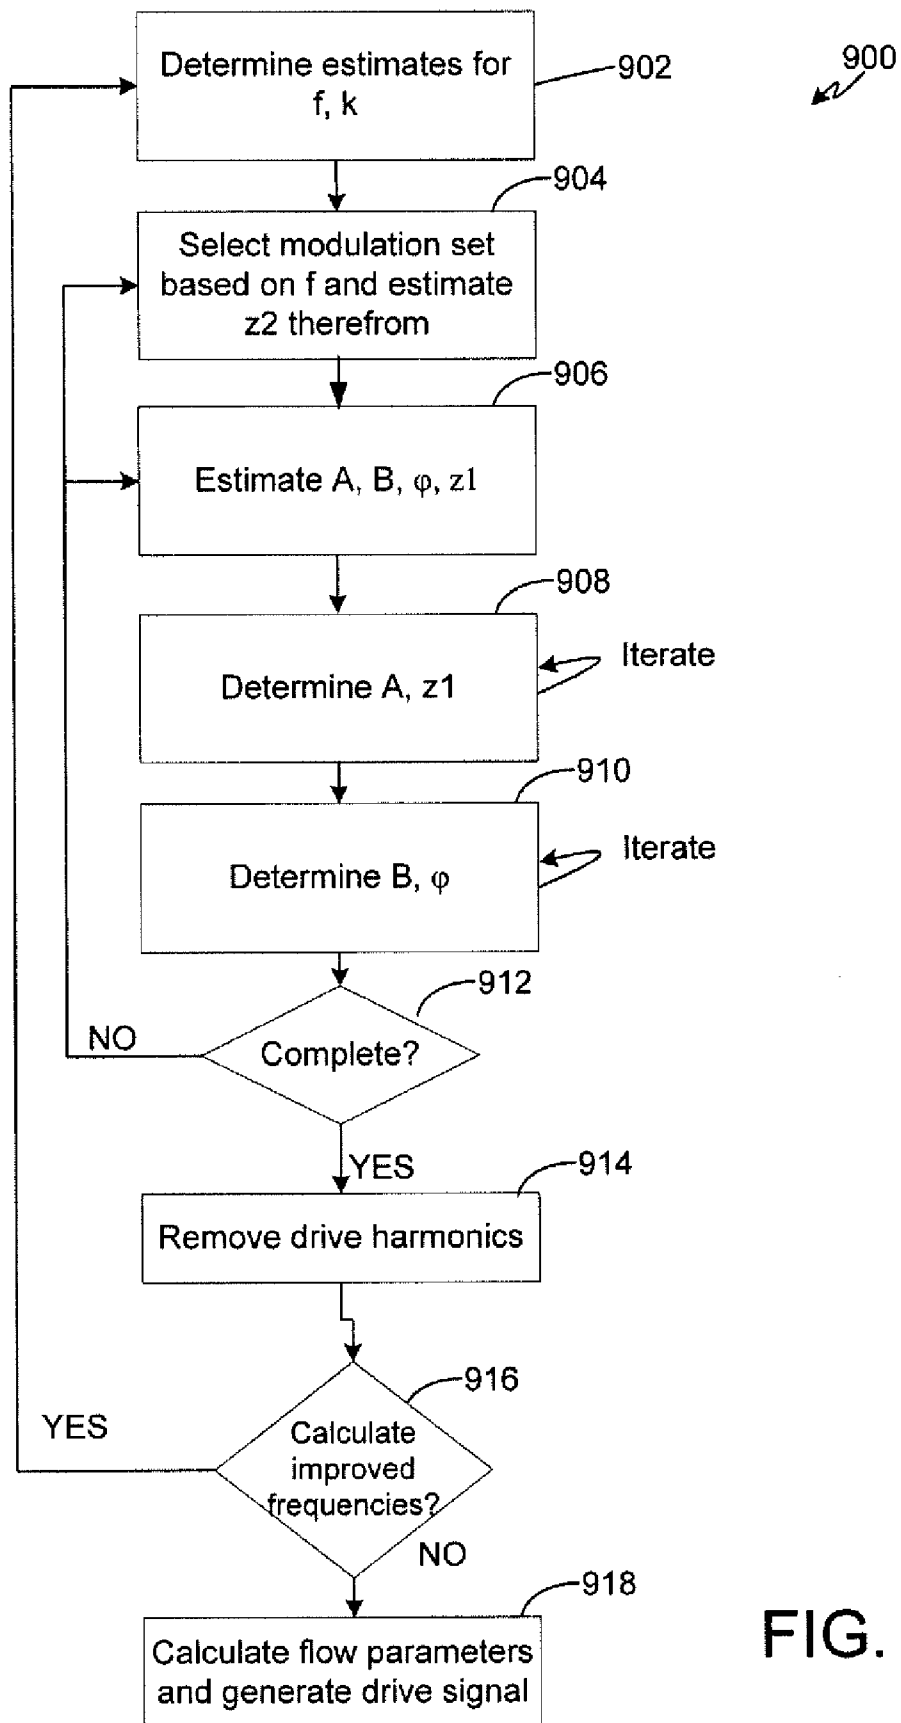 Determine estimates for
f, k
902
900
904
Select modulation set
based on f and estimate
z2 therefrom
906
Estimate A, B, φ, z1
908
Determine A, z1
Iterate
910
Determine B, φ
Iterate
912
Complete?
NO
YES
914
Remove drive harmonics
916
Calculate
improved
frequencies?
YES
NO
918
Calculate flow parameters
and generate drive signal
FIG.